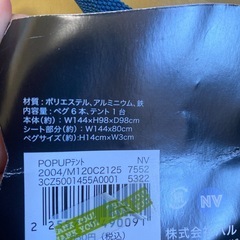 材質:ポリエステル、アルミニウム、鉄
内容:ペグ6本、テント1台
本体(約):W144×H98×D98cm
シート部分(約):W144×80cm
ペグサイズ(約):H14cm×W3cm
POPUPテント NV
2004/M120C2125 7552
3CZ5001455A0001 5322
NV
株式会社パル